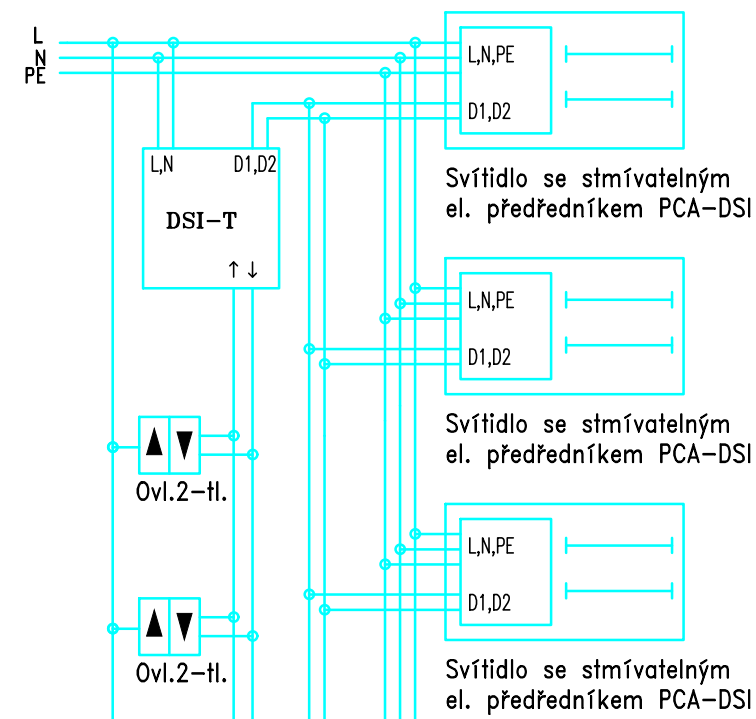 L
N
PE
L,N,PE
D1,D2
Svítidlo se stmívatelným
el. předředníkem PCA-DSI
L,N
D1,D2
DSI-T
↑ ↓
L,N,PE
D1,D2
Svítidlo se stmívatelným
el. předředníkem PCA-DSI
Ovl.2-tl.
L,N,PE
D1,D2
Svítidlo se stmívatelným
el. předředníkem PCA-DSI
Ovl.2-tl.